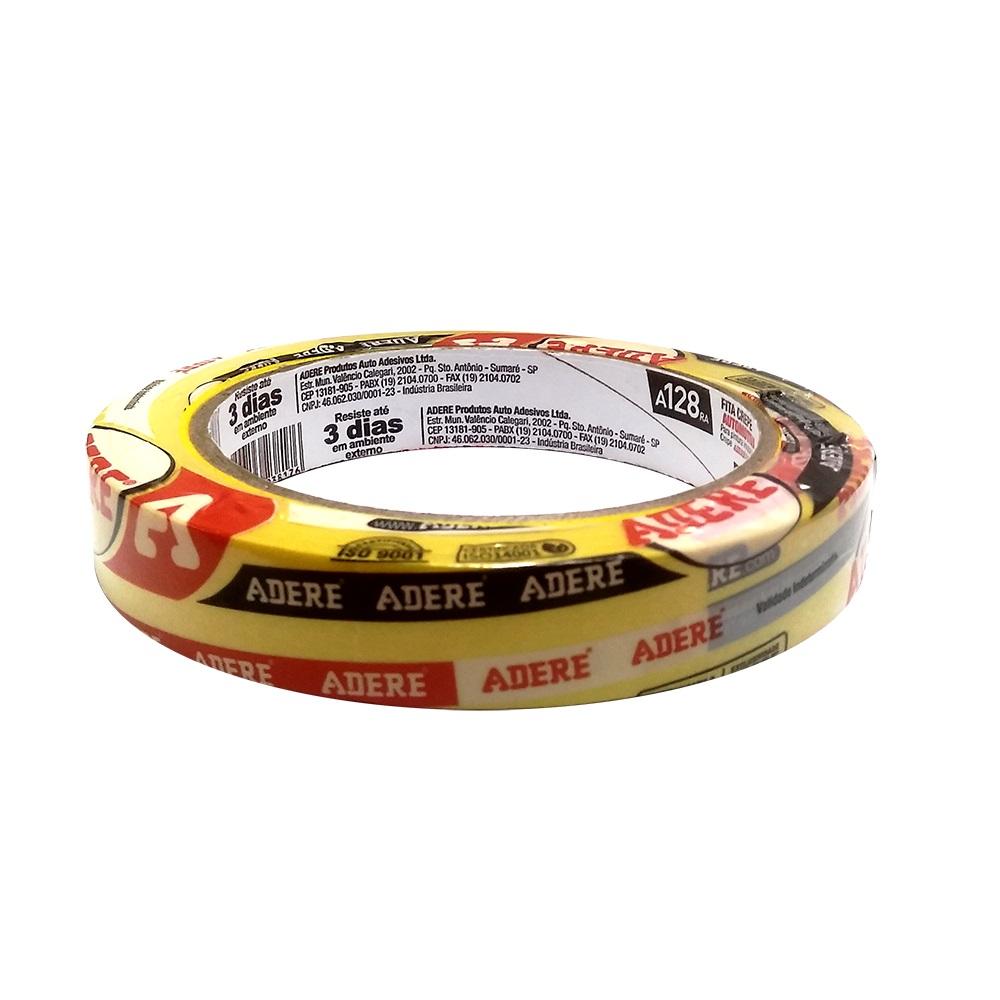 Resiste até
3 dias
em ambiente
externo
ADERE Produtos Auto Adesivos Ltda.
Estr. Mun. Valêncio Calegari, 2002 - Pq. Sto. Antônio - Sumaré - SP
CEP 13181-905 - PABX (19) 2104.0700 - FAX (19) 2104.0702
CNPJ: 46.062.030/0001-23 - Indústria Brasileira
Resiste até
3 dias
em ambiente
externo
ADERE Produtos Auto Adesivos Ltda.
Estr. Mun. Valêncio Calegari, 2002 - Pq. Sto. Antônio - Sumaré - SP
CEP 13181-905 - PABX (19) 2104.0700 - FAX (19) 2104.0702
CNPJ: 46.062.030/0001-23 - Indústria Brasileira
A128RA
FITA CREPE
AUTOMOTIVA
ADERE
ADERE
www.
ISO 9001
ISO 14001
ADERE ADERE ADERE
RE.com
Validade Indeterminada
ADERE ADERE ADERE ADERE